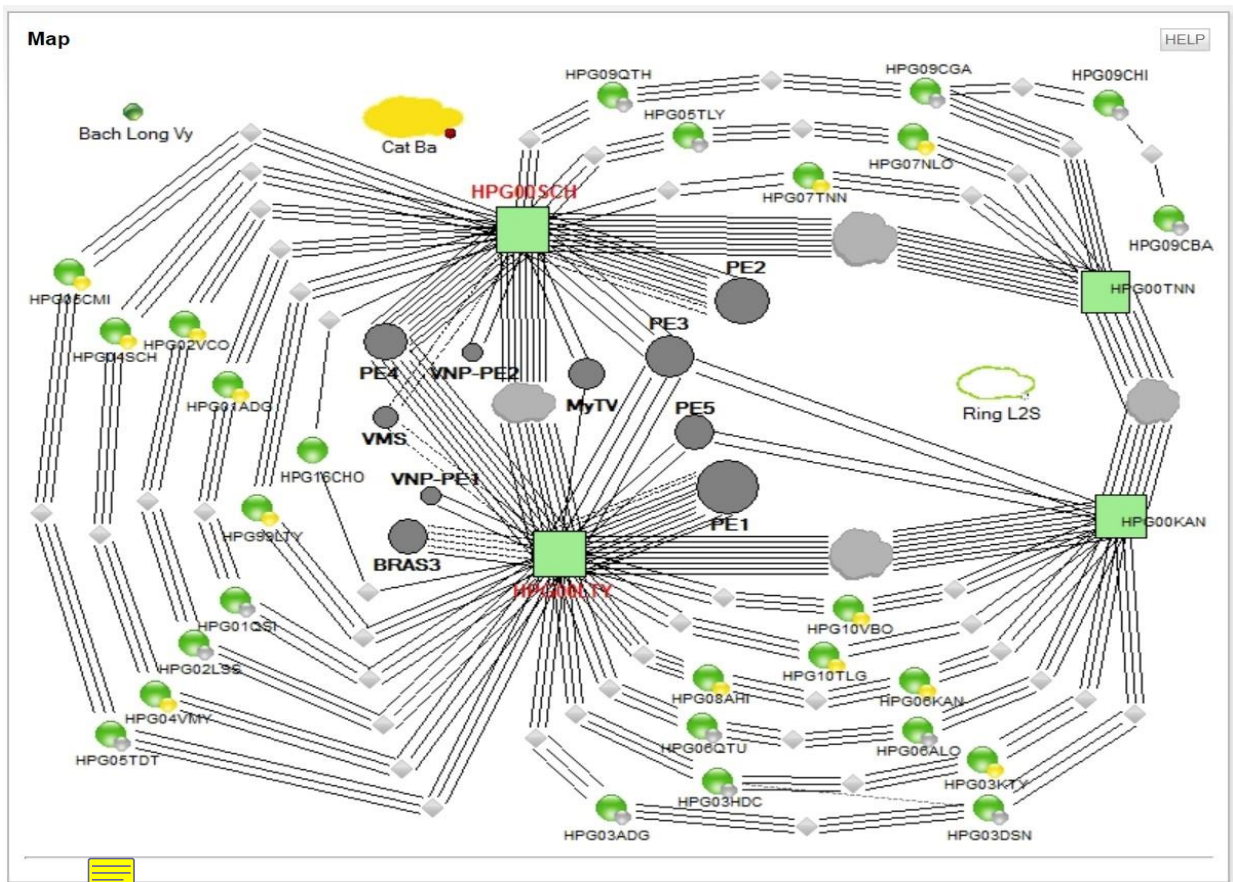 Map
HELP
HPG09QTH
HPG09CGA
HPG09CHI
Bach Long Vy
HPG05TLY
Cat Ba
HPG07NLO
HPG00SCH
HPG07TNN
HPG09CBA
PE2
HPG05CMI
HPG00TNN
PE3
HPG04SCH
HPG02VCO
PE4
VNP-PE2
HPG01ADG
MyTV
PE5
Ring L2S
VMS
HPG16CHO
VNP-PE1
HPG99LTY
PE1
HPG00KAN
BRAS3
HPG00LTY
HPG01QSI
HPG10VBO
HPG02LSS
HPG10TLG
HPG04VMY
HPG08AHI
HPG06KAN
HPG05TDT
HPG06QTU
HPG06ALO
HPG03KTY
HPG03HDC
HPG03ADG
HPG03DSN